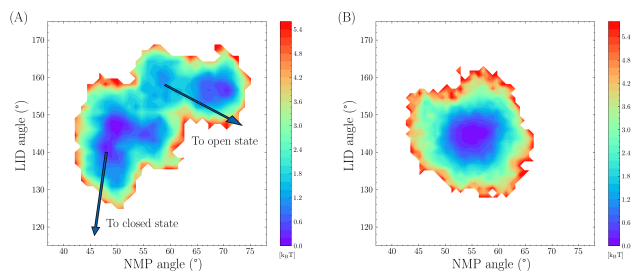 (A)
170
160
150
140
130
120
LID angle (°)
40 45 50 55 60 65 70 75
NMP angle (°)
To open state
To closed state
5.4
4.8
4.2
3.6
3.0
2.4
1.8
1.2
0.6
0.0
[kBT]
(B)
170
160
150
140
130
120
LID angle (°)
40 45 50 55 60 65 70 75
NMP angle (°)
5.4
4.8
4.2
3.6
3.0
2.4
1.8
1.2
0.6
0.0
[kBT]